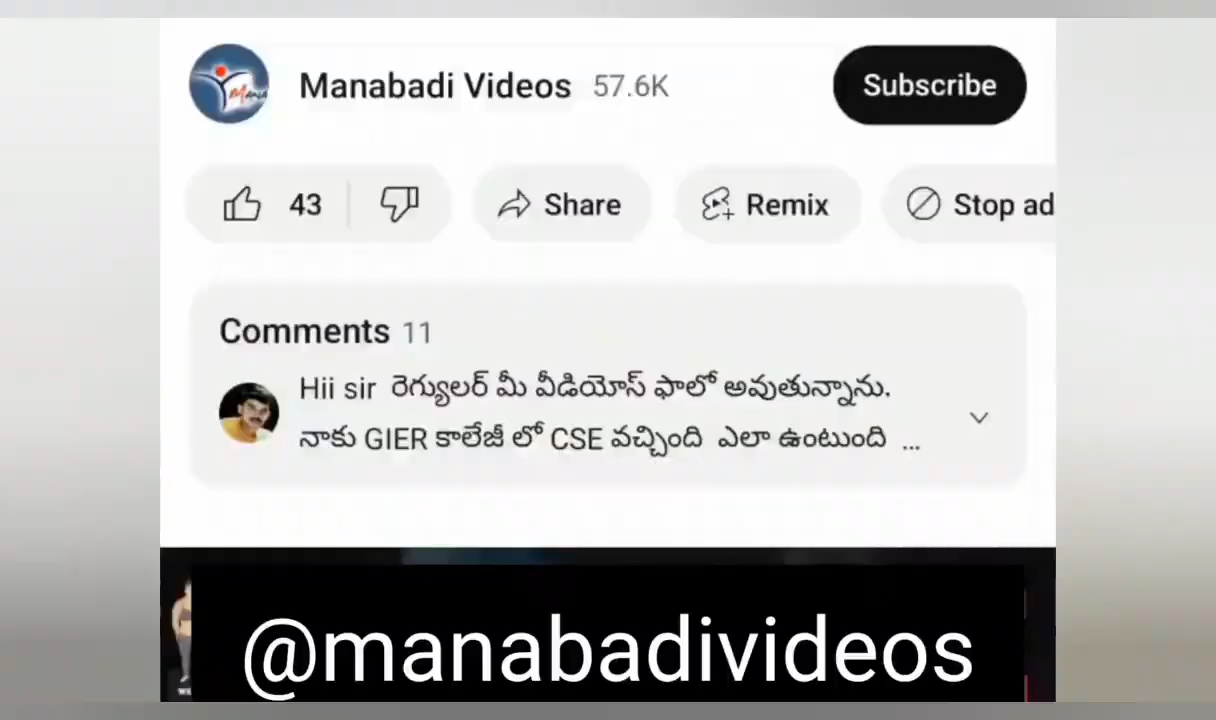 Manabadi Videos 57.6K Subscribe
43 Share Remix Stop ad
Comments 11
Hii sir రెగ్యులర్ మీ వీడియోస్ ఫాలో అవుతున్నాను.
నాకు GIER కాలేజీ లో CSE వచ్చింది ఎలా ఉంటుంది ...
@manabadivideos